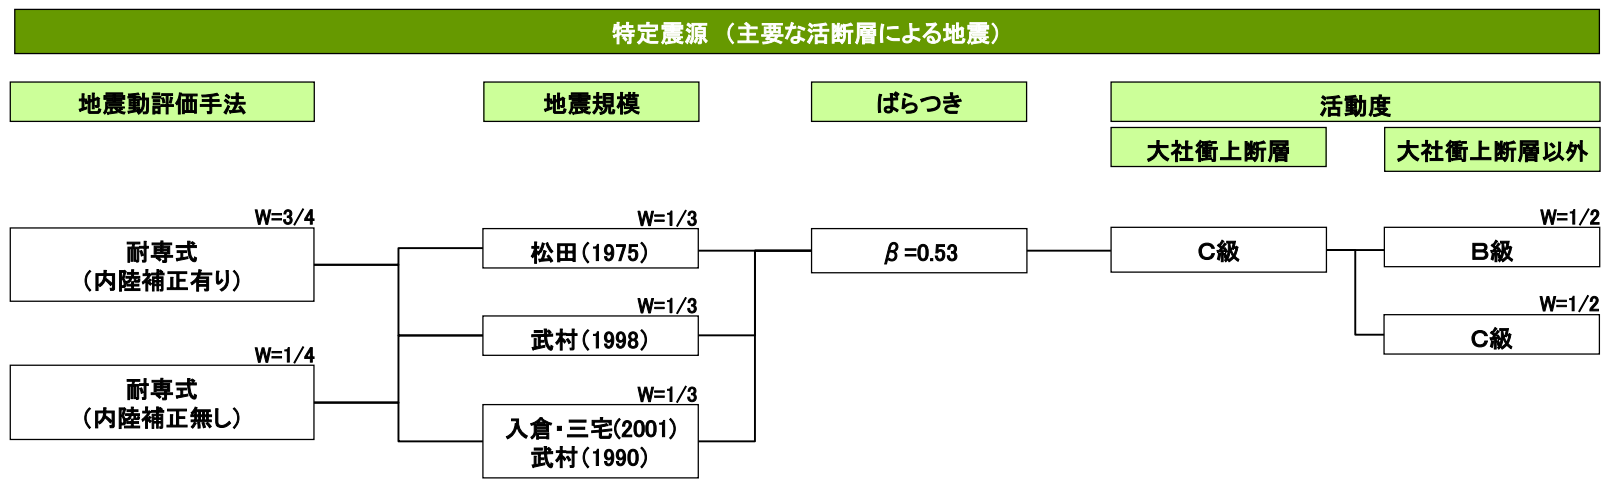 特定震源 （主要な活断層による地震）
地震動評価手法
地震規模
ばらつき
活動度
大社衝上断層
大社衝上断層以外
W=3/4
耐専式
（内陸補正有り）
W=1/4
耐専式
（内陸補正無し）
W=1/3
松田（1975）
W=1/3
武村（1998）
W=1/3
入倉・三宅(2001)
武村（1990）
β=0.53
C級
W=1/2
B級
W=1/2
C級